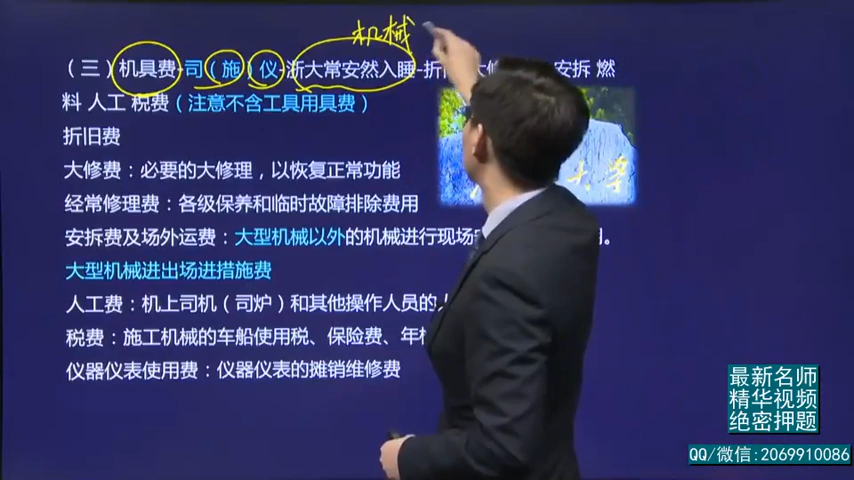 机械
（三）机具费-司（施）仪-浙大常安然入睡-折 大 安拆 燃
料 人工 税费（注意不含工具用具费）
折旧费
大修费：必要的大修理，以恢复正常功能
经常修理费：各级保养和临时故障排除费用
安拆费及场外运费：大型机械以外的机械进行现场
大型机械进出场进措施费
人工费：机上司机（司炉）和其他操作人员的
税费：施工机械的车船使用税、保险费、年
仪器仪表使用费：仪器仪表的摊销维修费
大学
最新名师
精华视频
绝密押题
QQ/微信:2069910086